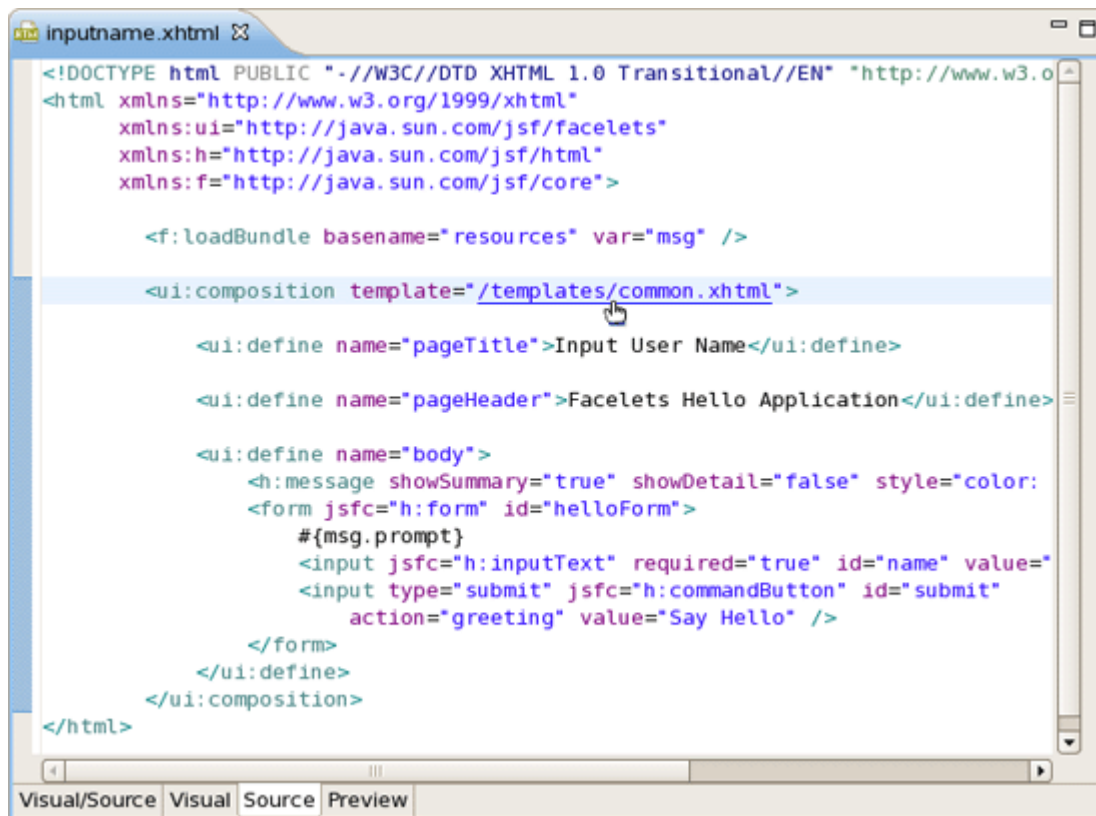 inputname.xhtml
<!DOCTYPE html PUBLIC "-//W3C//DTD XHTML 1.0 Transitional//EN" "http://www.w3.o
<html xmlns="http://www.w3.org/1999/xhtml"
xmlns:ui="http://java.sun.com/jsf/facelets"
xmlns:h="http://java.sun.com/jsf/html"
xmlns:f="http://java.sun.com/jsf/core">
<f:loadBundle basename="resources" var="msg" />
<ui:composition template="/templates/common.xhtml">
<ui:define name="pageTitle">Input User Name</ui:define>
<ui:define name="pageHeader">Facelets Hello Application</ui:define>
<ui:define name="body">
<h:message showSummary="true" showDetail="false" style="color:
<form jsfc="h:form" id="helloForm">
#{msg.prompt}
<input jsfc="h:inputText" required="true" id="name" value="
<input type="submit" jsfc="h:commandButton" id="submit"
action="greeting" value="Say Hello" />
</form>
</ui:define>
</ui:composition>
</html>
Visual/Source Visual Source Preview